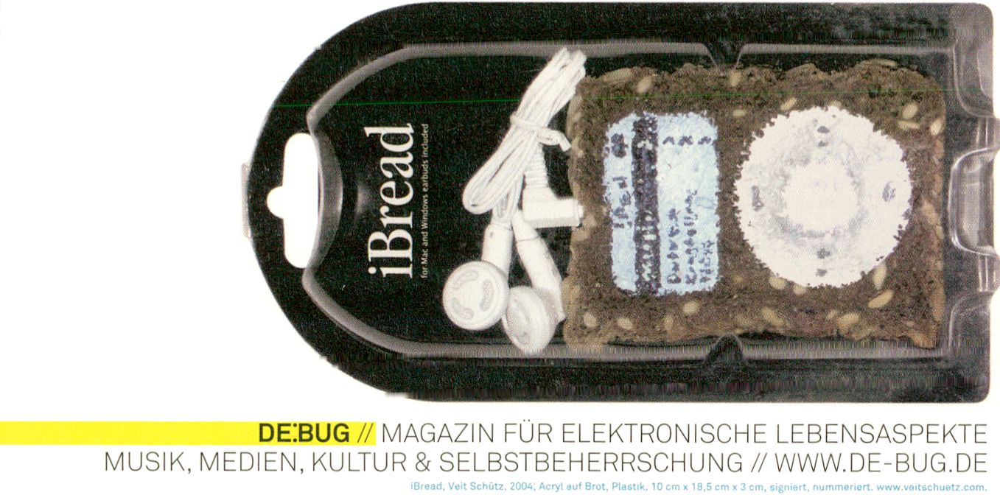 iBread
for Mac and Windows earbuds included
DE:BUG // MAGAZIN FÜR ELEKTRONISCHE LEBENSASPEKTE
MUSIK, MEDIEN, KULTUR & SELBSTBEHERRSCHUNG // WWW.DE-BUG.DE
iBread, Veit Schütz, 2004; Acryl auf Brot, Plastik, 10 cm x 18,5 cm x 3 cm, signiert, nummeriert. www.veitschuetz.com.